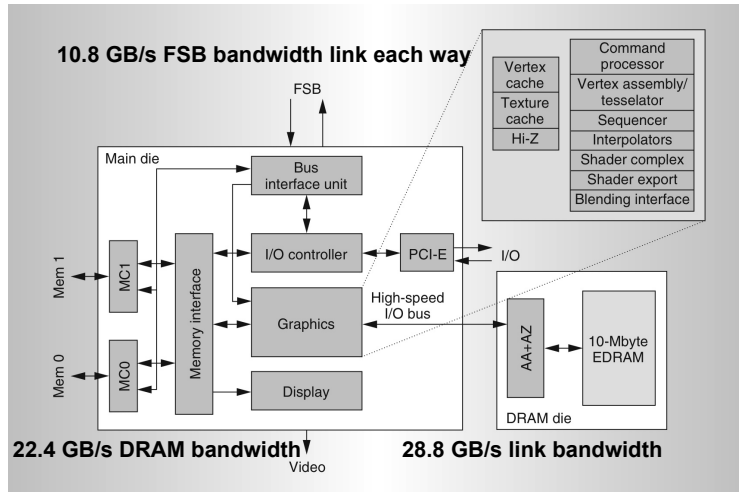 10.8 GB/s FSB bandwidth link each way
FSB
Main die
Bus
interface unit
I/O controller
PCI-E
I/O
Mem 1
MC1
Memory interface
Graphics
High-speed
I/O bus
Mem 0
MC0
Display
Video
Vertex
cache
Texture
cache
Hi-Z
Command
processor
Vertex assembly/
tesselator
Sequencer
Interpolators
Shader complex
Shader export
Blending interface
AA+AZ
10-Mbyte
EDRAM
DRAM die
22.4 GB/s DRAM bandwidth
28.8 GB/s link bandwidth